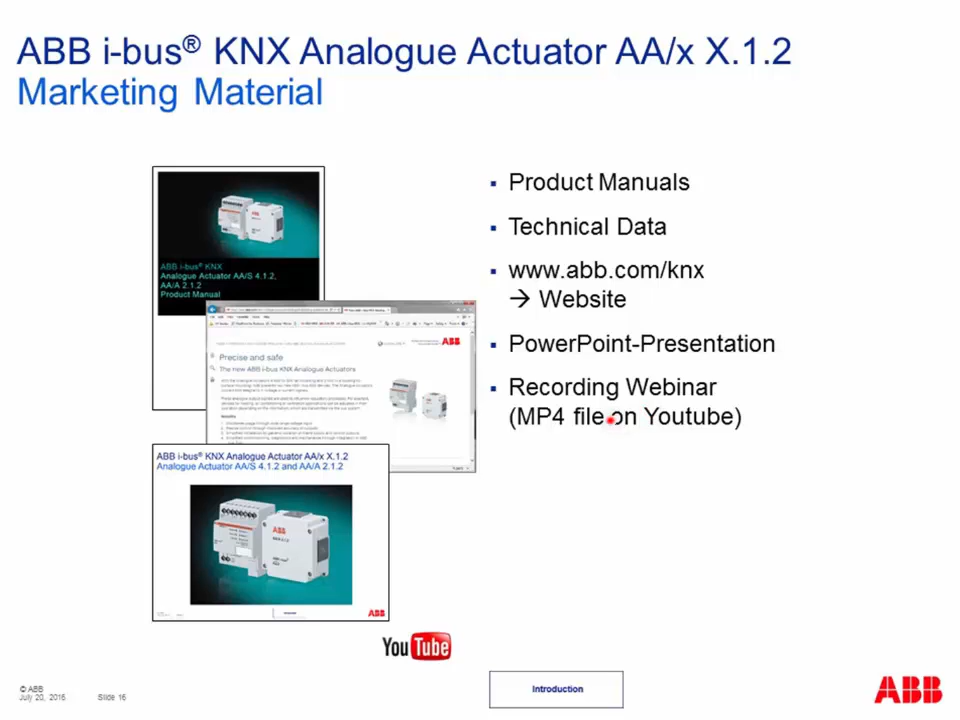 ABB i-bus® KNX Analogue Actuator AA/x X.1.2
Marketing Material
ABB i-bus® KNX
Analogue Actuator AA/S 4.1.2,
AA/A 2.1.2
Product Manual
ABB
Precise and safe
The new ABB i-bus KNX Analogue Actuators
ABB i-bus® KNX Analogue Actuator AA/x X.1.2
Analogue Actuator AA/S 4.1.2 and AA/A 2.1.2
ABB
ABB
You Tube
Product Manuals
Technical Data
www.abb.com/knx
→ Website
PowerPoint-Presentation
Recording Webinar
(MP4 file on Youtube)
© ABB
July 20, 2016
Slide 16
Introduction
ABB